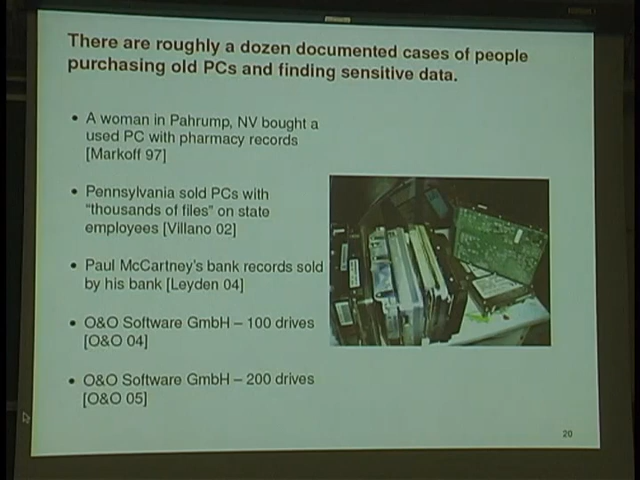 There are roughly a dozen documented cases of people
purchasing old PCs and finding sensitive data.
• A woman in Pahrump, NV bought a
used PC with pharmacy records
[Markoff 97]
• Pennsylvania sold PCs with
“thousands of files” on state
employees [Villano 02]
• Paul McCartney's bank records sold
by his bank [Leyden 04]
• O&O Software GmbH – 100 drives
[O&O 04]
• O&O Software GmbH – 200 drives
[O&O 05]
20